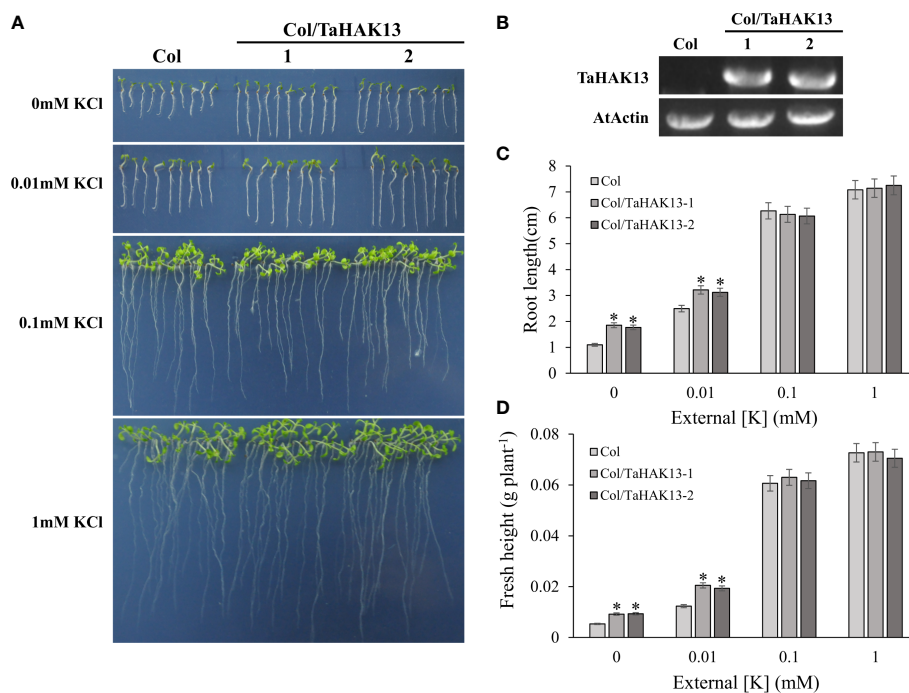 A
Col/TaHAK13
Col
1
2
0mM KCl
0.01mM KCl
0.1mM KCl
1mM KCl
B
Col/TaHAK13
Col
1
2
TaHAK13
AtActin
C
8
7
6
5
4
3
2
1
0
Root length(cm)
Col
Col/TaHAK13-1
Col/TaHAK13-2
* *
* *
0 0.01 0.1 1
External [K] (mM)
D
0.08
0.06
0.04
0.02
0
Fresh height (g plant⁻¹)
Col
Col/TaHAK13-1
Col/TaHAK13-2
* *
* *
0 0.01 0.1 1
External [K] (mM)